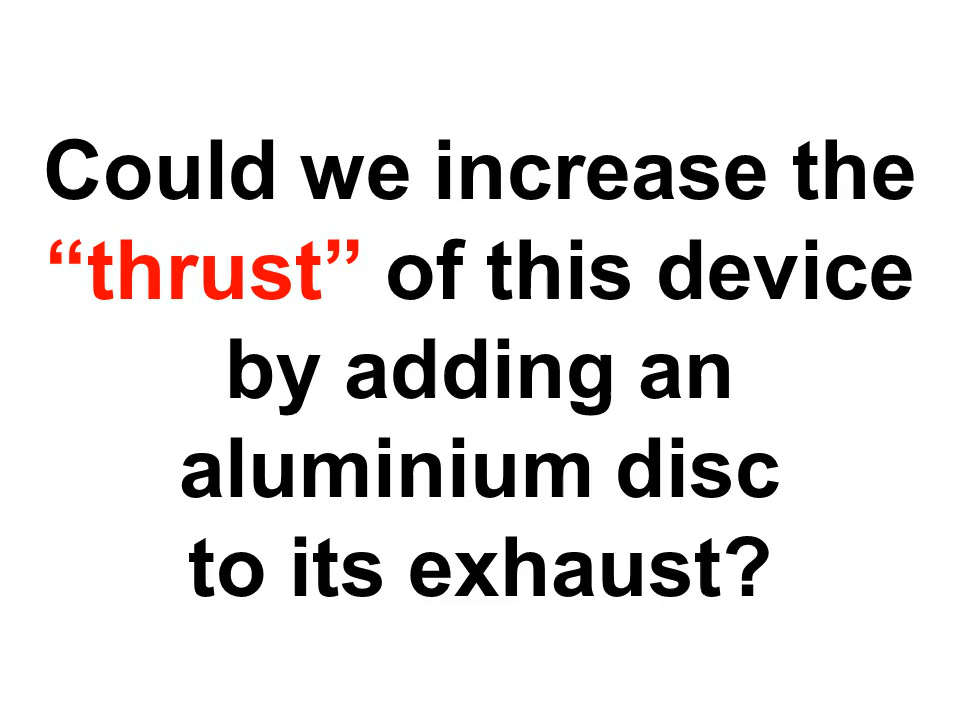 Could we increase the
“thrust” of this device
by adding an
aluminium disc
to its exhaust?